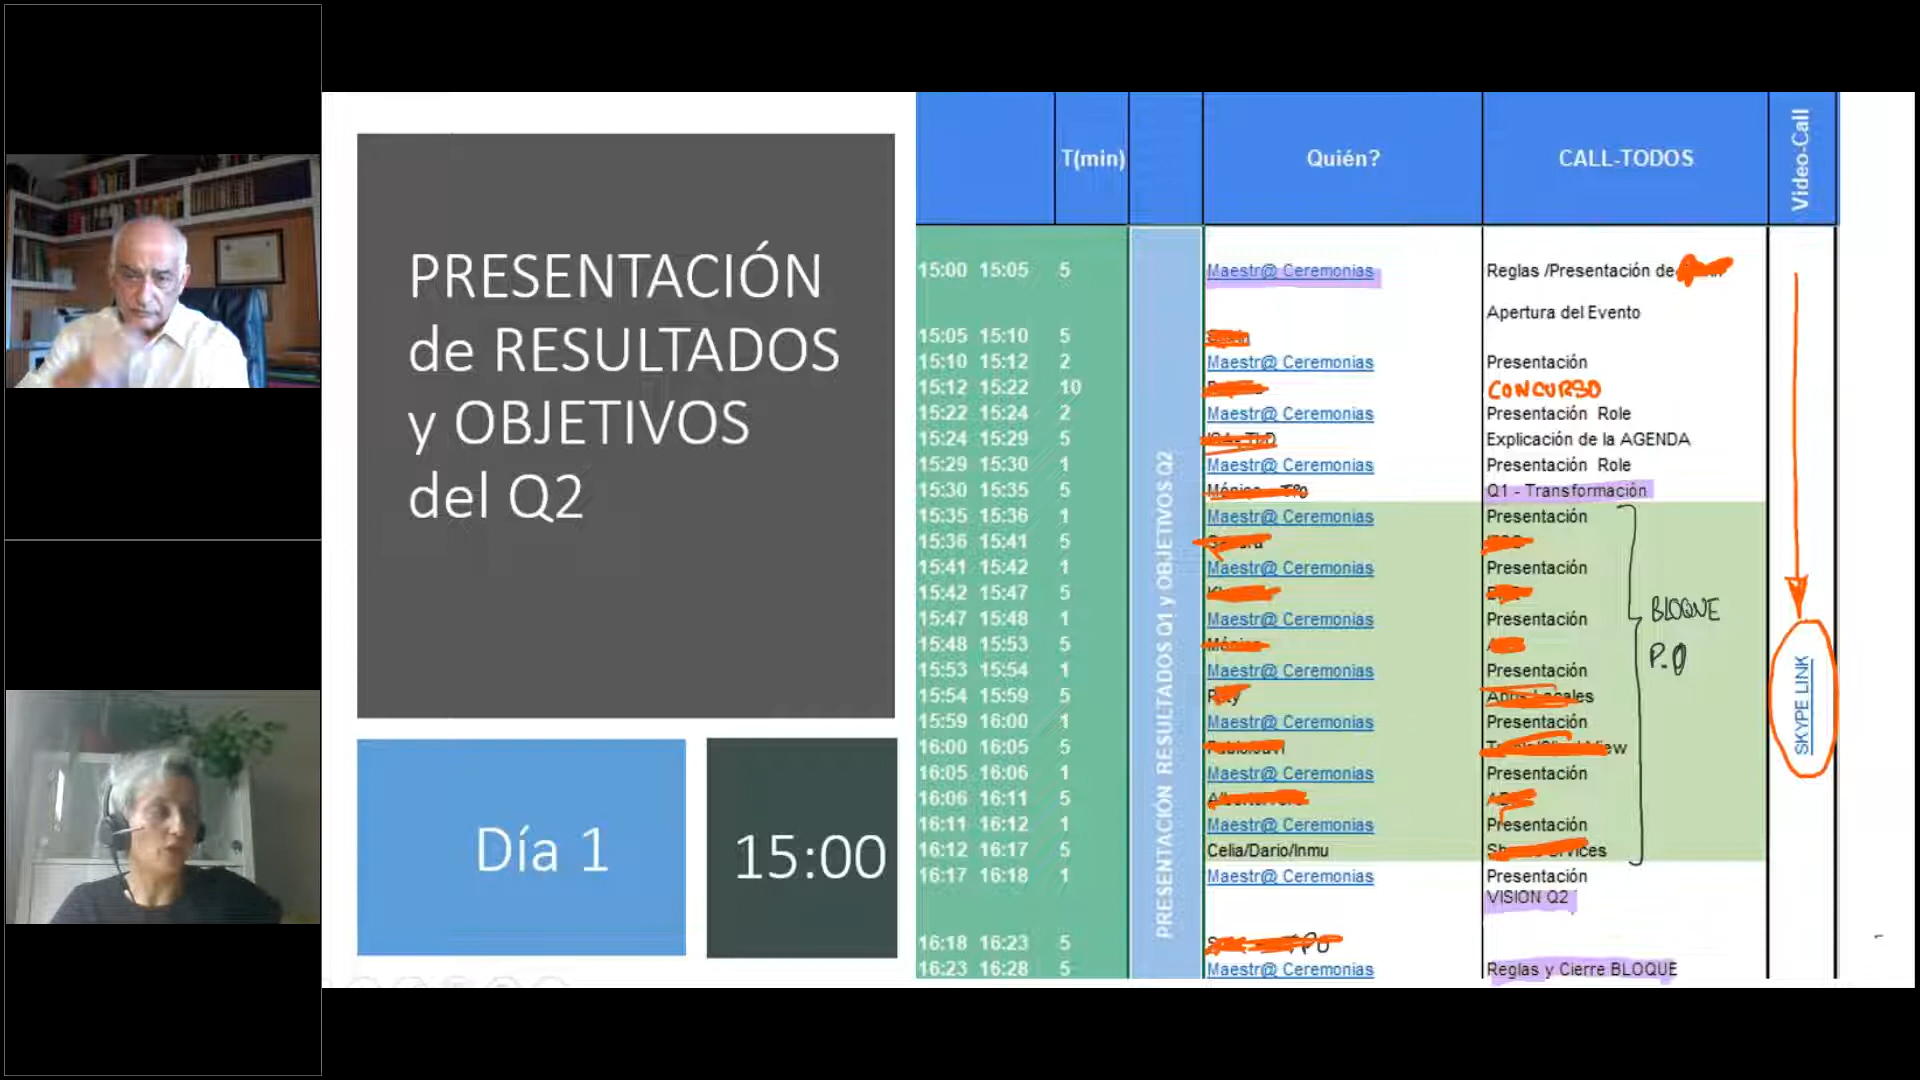 PRESENTACIÓN
de RESULTADOS
y OBJETIVOS
del Q2
Día 1
15:00
T(min) Quién? CALL-TODOS Video-Call
PRESENTACIÓN RESULTADOS Q1 y OBJETIVOS Q2
15:00 15:05 5 Maestr@ Ceremonias Reglas /Presentación de
Apertura del Evento
15:05 15:10 5
15:10 15:12 2 Maestr@ Ceremonias Presentación
15:12 15:22 10 CONCURSO
15:22 15:24 2 Maestr@ Ceremonias Presentación Role
15:24 15:29 5 Explicación de la AGENDA
15:29 15:30 1 Maestr@ Ceremonias Presentación Role
15:30 15:35 5 Q1 - Transformación
15:35 15:36 1 Maestr@ Ceremonias Presentación
15:36 15:41 5
15:41 15:42 1 Maestr@ Ceremonias Presentación
15:42 15:47 5
15:47 15:48 1 Maestr@ Ceremonias Presentación
15:48 15:53 5
15:53 15:54 1 Maestr@ Ceremonias Presentación
15:54 15:59 5
15:59 16:00 1 Maestr@ Ceremonias Presentación
16:00 16:05 5
16:05 16:06 1 Maestr@ Ceremonias Presentación
16:06 16:11 5
16:11 16:12 1 Maestr@ Ceremonias Presentación
16:12 16:17 5 Celia/Dario/Inmu
16:17 16:18 1 Maestr@ Ceremonias Presentación
VISION Q2
16:18 16:23 5
16:23 16:28 5 Maestr@ Ceremonias Reglas y Cierre BLOQUE
BLOQUE
P.O
SKYPE LINK